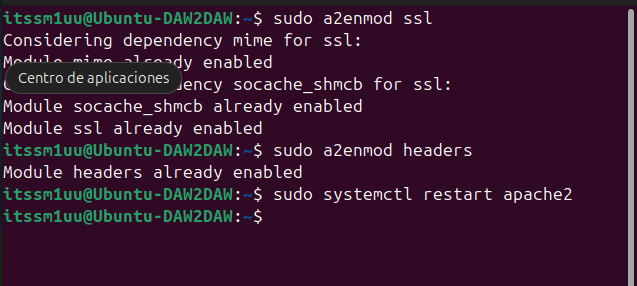 itssm1uu@Ubuntu-DAW2DAW:~$ sudo a2enmod ssl
Considering dependency mime for ssl:
Module mime already enabled
Centro de aplicaciones
dependency socache_shmcb for ssl:
Module socache_shmcb already enabled
Module ssl already enabled
itssm1uu@Ubuntu-DAW2DAW:~$ sudo a2enmod headers
Module headers already enabled
itssm1uu@Ubuntu-DAW2DAW:~$ sudo systemctl restart apache2
itssm1uu@Ubuntu-DAW2DAW:~$